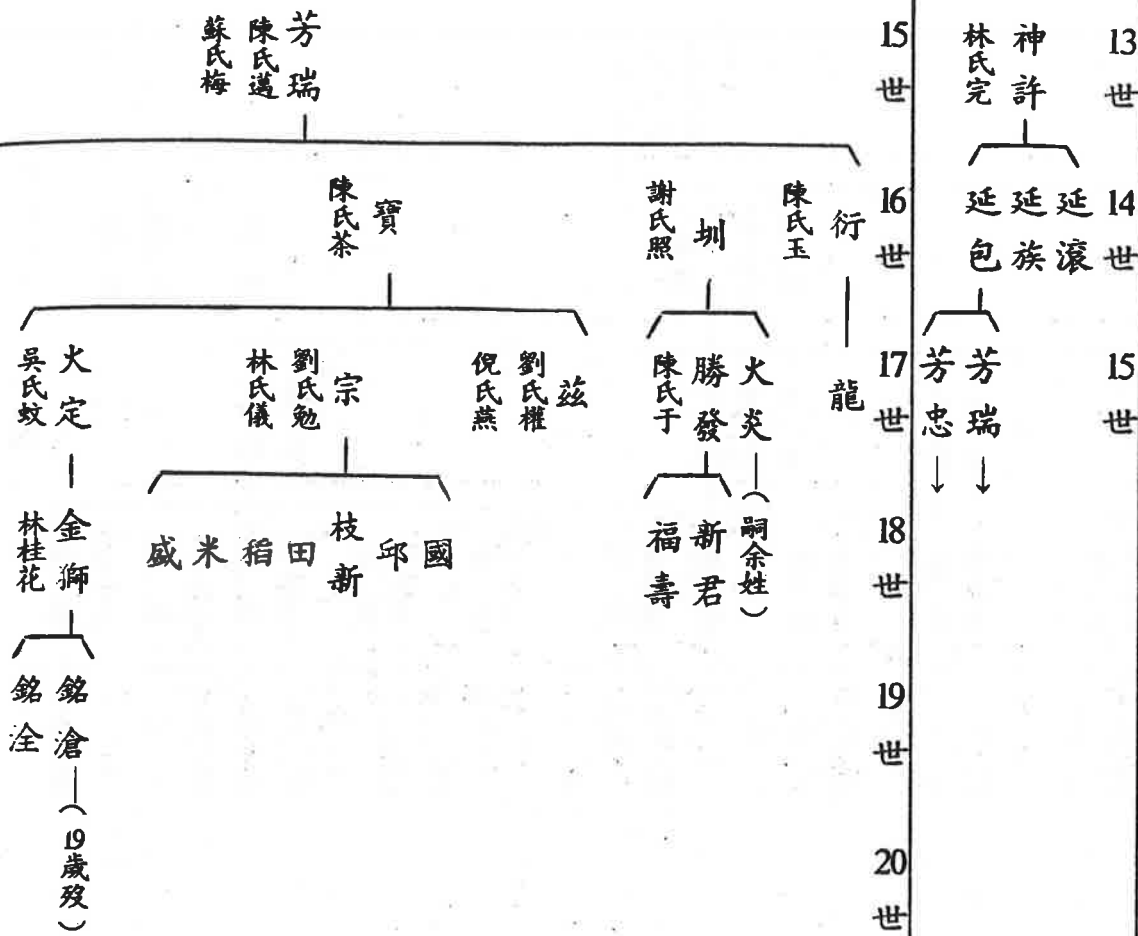 13世
神許
林氏完
14世
延滾
延族
延包
15世
芳瑞
芳忠
15世
芳瑞
陳氏邁
蘇氏梅
16世
衍
陳氏玉
圳
謝氏照
寶
陳氏茶
17世
龍
火炎
勝發
陳氏于
茲
劉氏權
倪氏燕
宗
劉氏勉
林氏儀
火定
吳氏蚊
18世
(嗣余姓)
新君
福壽
國
邱
枝新
田
稻
米
盛
金獅
林桂花
19世
銘滄
(19歲歿)
銘洤
20世